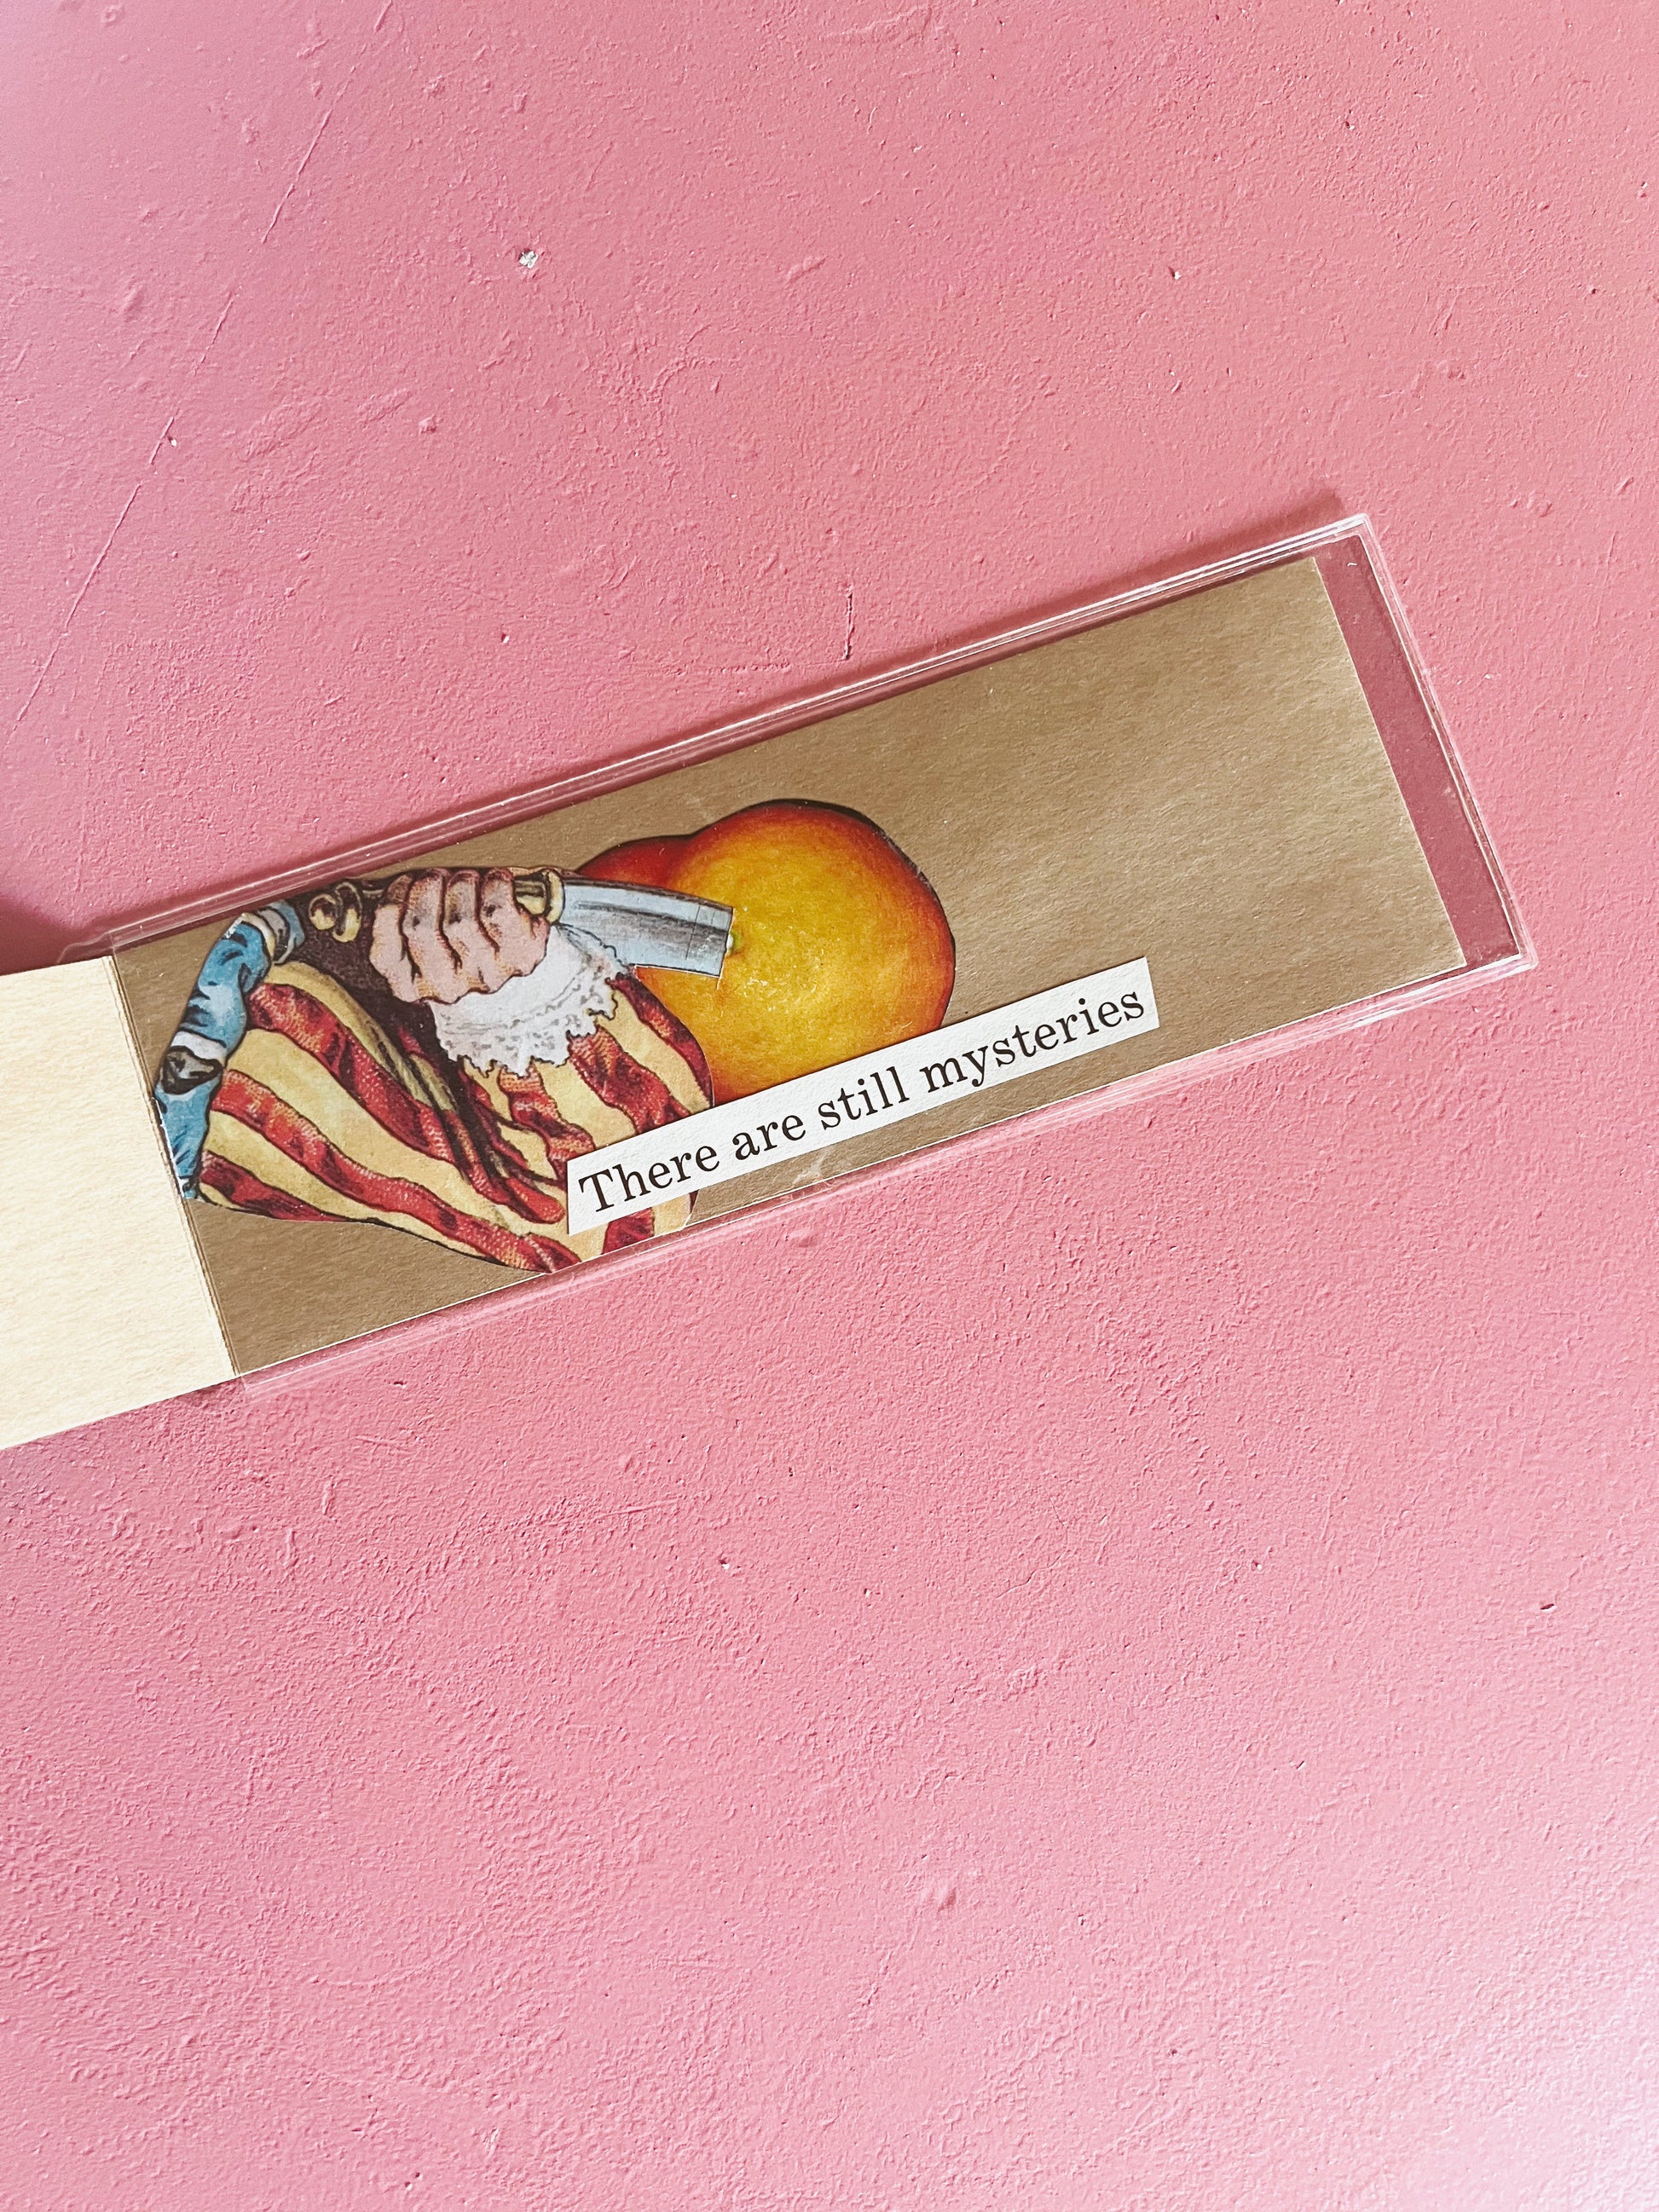 There are still mysteries